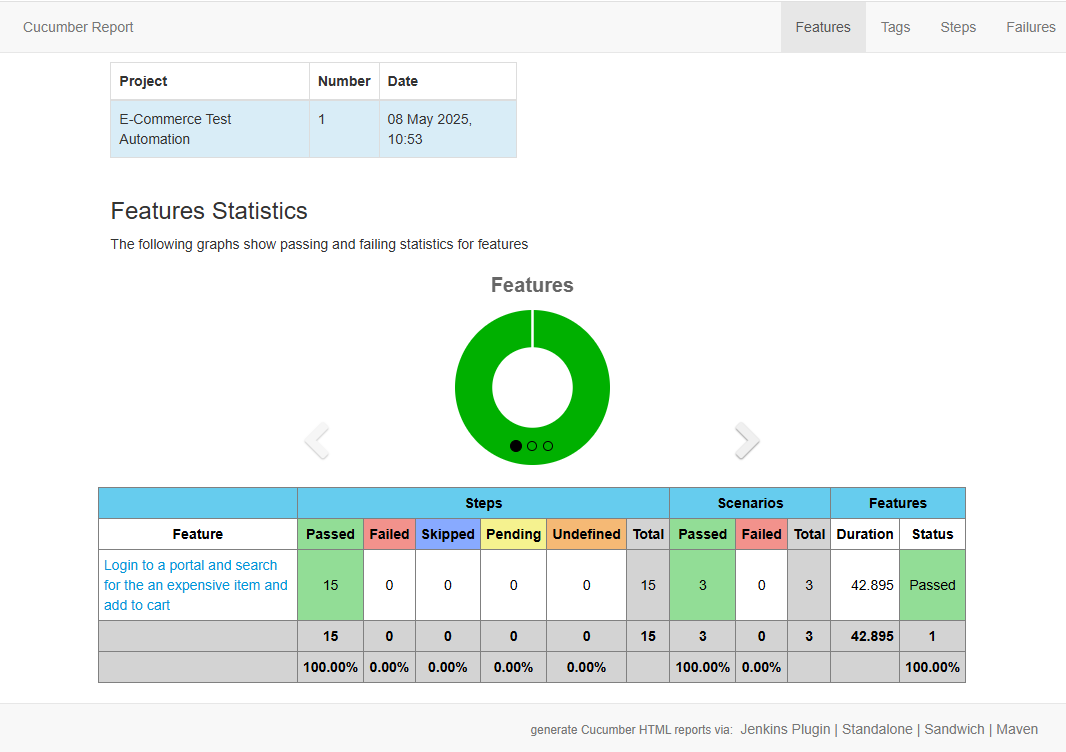 Cucumber Report Features Tags Steps Failures
Project Number Date
E-Commerce Test 1 08 May 2025,
Automation 10:53
Features Statistics
The following graphs show passing and failing statistics for features
Features
Steps Scenarios Features
Feature Passed Failed Skipped Pending Undefined Total Passed Failed Total Duration Status
Login to a portal and search
for the an expensive item and 15 0 0 0 0 15 3 0 3 42.895 Passed
add to cart
15 0 0 0 0 15 3 0 3 42.895 1
100.00% 0.00% 0.00% 0.00% 0.00% 100.00% 0.00% 100.00%
generate Cucumber HTML reports via: Jenkins Plugin | Standalone | Sandwich | Maven